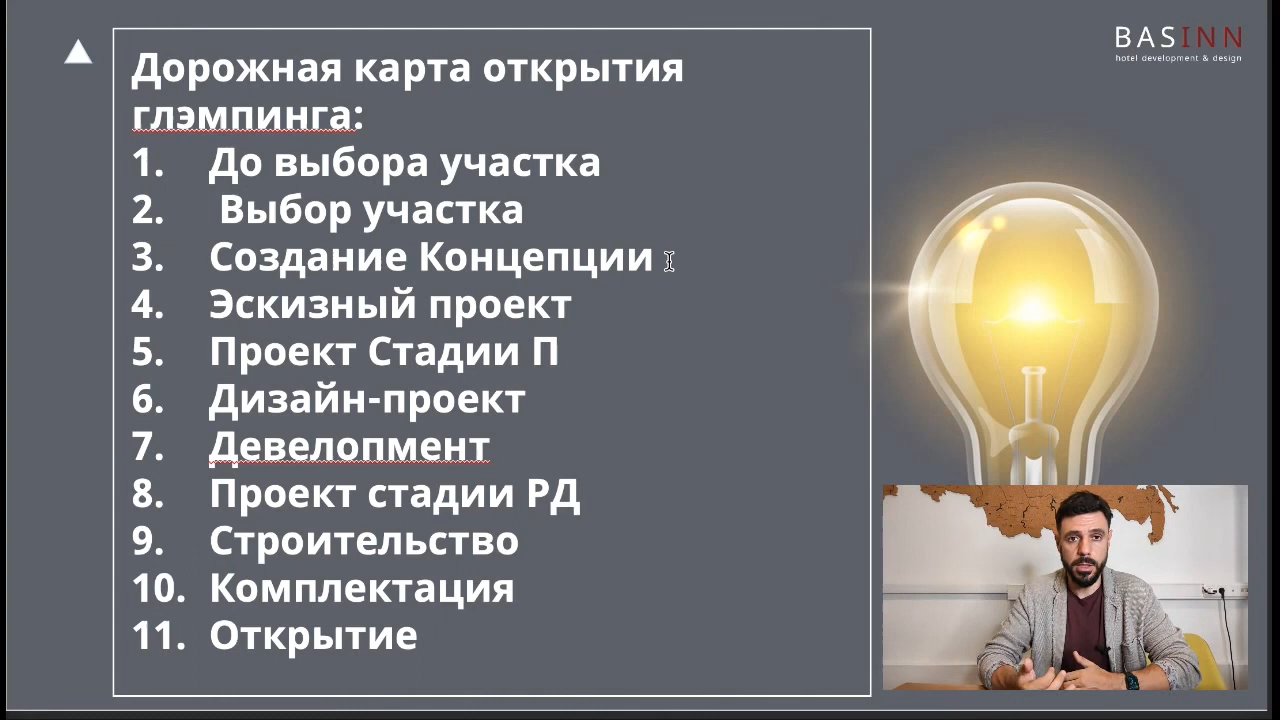 BASINN
hotel development & design
Дорожная карта открытия
глэмпинга:
1. До выбора участка
2. Выбор участка
3. Создание Концепции
4. Эскизный проект
5. Проект Стадии П
6. Дизайн-проект
7. Девелопмент
8. Проект стадии РД
9. Строительство
10. Комплектация
11. Открытие